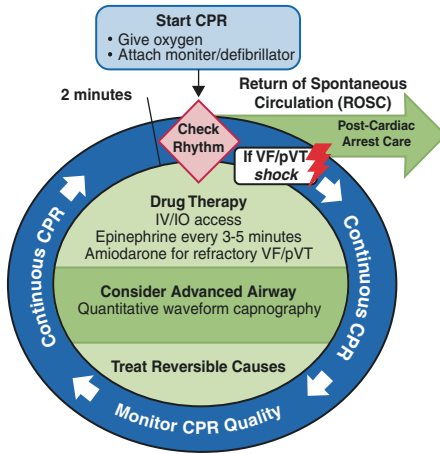 Start CPR
• Give oxygen
• Attach moniter/defibrillator
2 minutes
Return of Spontaneous
Circulation (ROSC)
Check
Rhythm
Post-Cardiac
Arrest Care
If VF/pVT
shock
Drug Therapy
IV/IO access
Epinephrine every 3-5 minutes
Amiodarone for refractory VF/pVT
Consider Advanced Airway
Quantitative waveform capnography
Treat Reversible Causes
Continuous CPR
Continuous CPR
Monitor CPR Quality